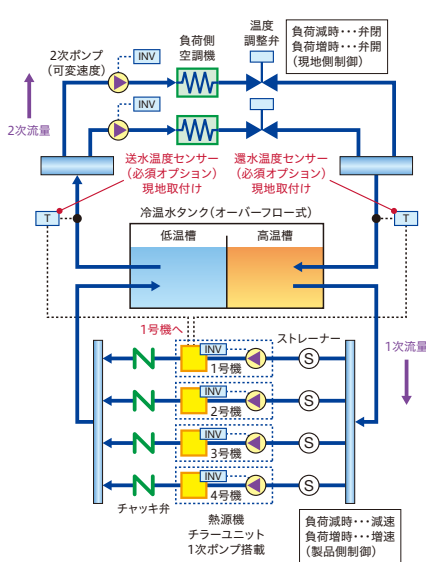 2次ポンプ
(可変速度)
INV
負荷側
空調機
温度
調整弁
負荷減時･･･弁閉
負荷増時･･･弁開
(現地側制御)
INV
2次流量
送水温度センサー
(必須オプション)
現地取付け
還水温度センサー
(必須オプション)
現地取付け
T
T
冷温水タンク(オーバーフロー式)
低温槽
高温槽
1号機へ
ストレーナー
1次流量
INV
1号機
S
INV
2号機
S
INV
3号機
S
INV
4号機
S
チャッキ弁
熱源機
チラーユニット
1次ポンプ搭載
負荷減時･･･減速
負荷増時･･･増速
(製品側制御)